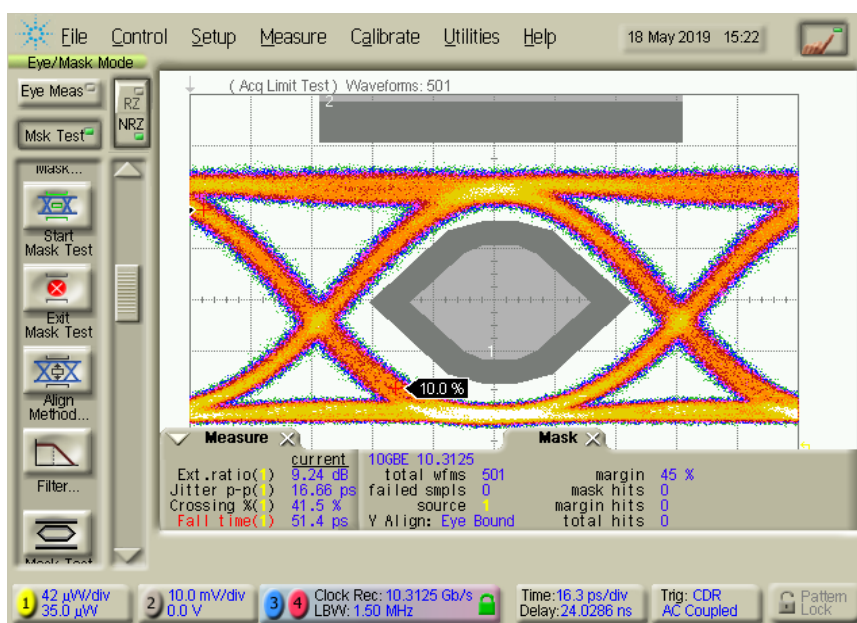 File Control Setup Measure Calibrate Utilities Help 18 May 2019 15:22
Eye/Mask Mode
Eye Meas
RZ
NRZ
Msk Test
Mask...
Start
Mask Test
Exit
Mask Test
Align
Method...
Filter...
Mask Test
( Acq Limit Test ) Waveforms: 501
2
1
10.0 %
Measure
current
Ext.ratio(1) 9.24 dB
Jitter p-p(1) 16.66 ps
Crossing %(1) 41.5 %
Fall time(1) 51.4 ps
Mask
10GBE 10.3125
total wfms 501 margin 45 %
failed smpls 0 mask hits 0
source 1 margin hits 0
Y Align: Eye Bound total hits 0
1 42 µW/div
35.0 µW
2 10.0 mV/div
0.0 V
3 4 Clock Rec: 10.3125 Gb/s
LBW: 1.50 MHz
Time:16.3 ps/div
Delay:24.0286 ns
Trig: CDR
AC Coupled
Pattern
Lock